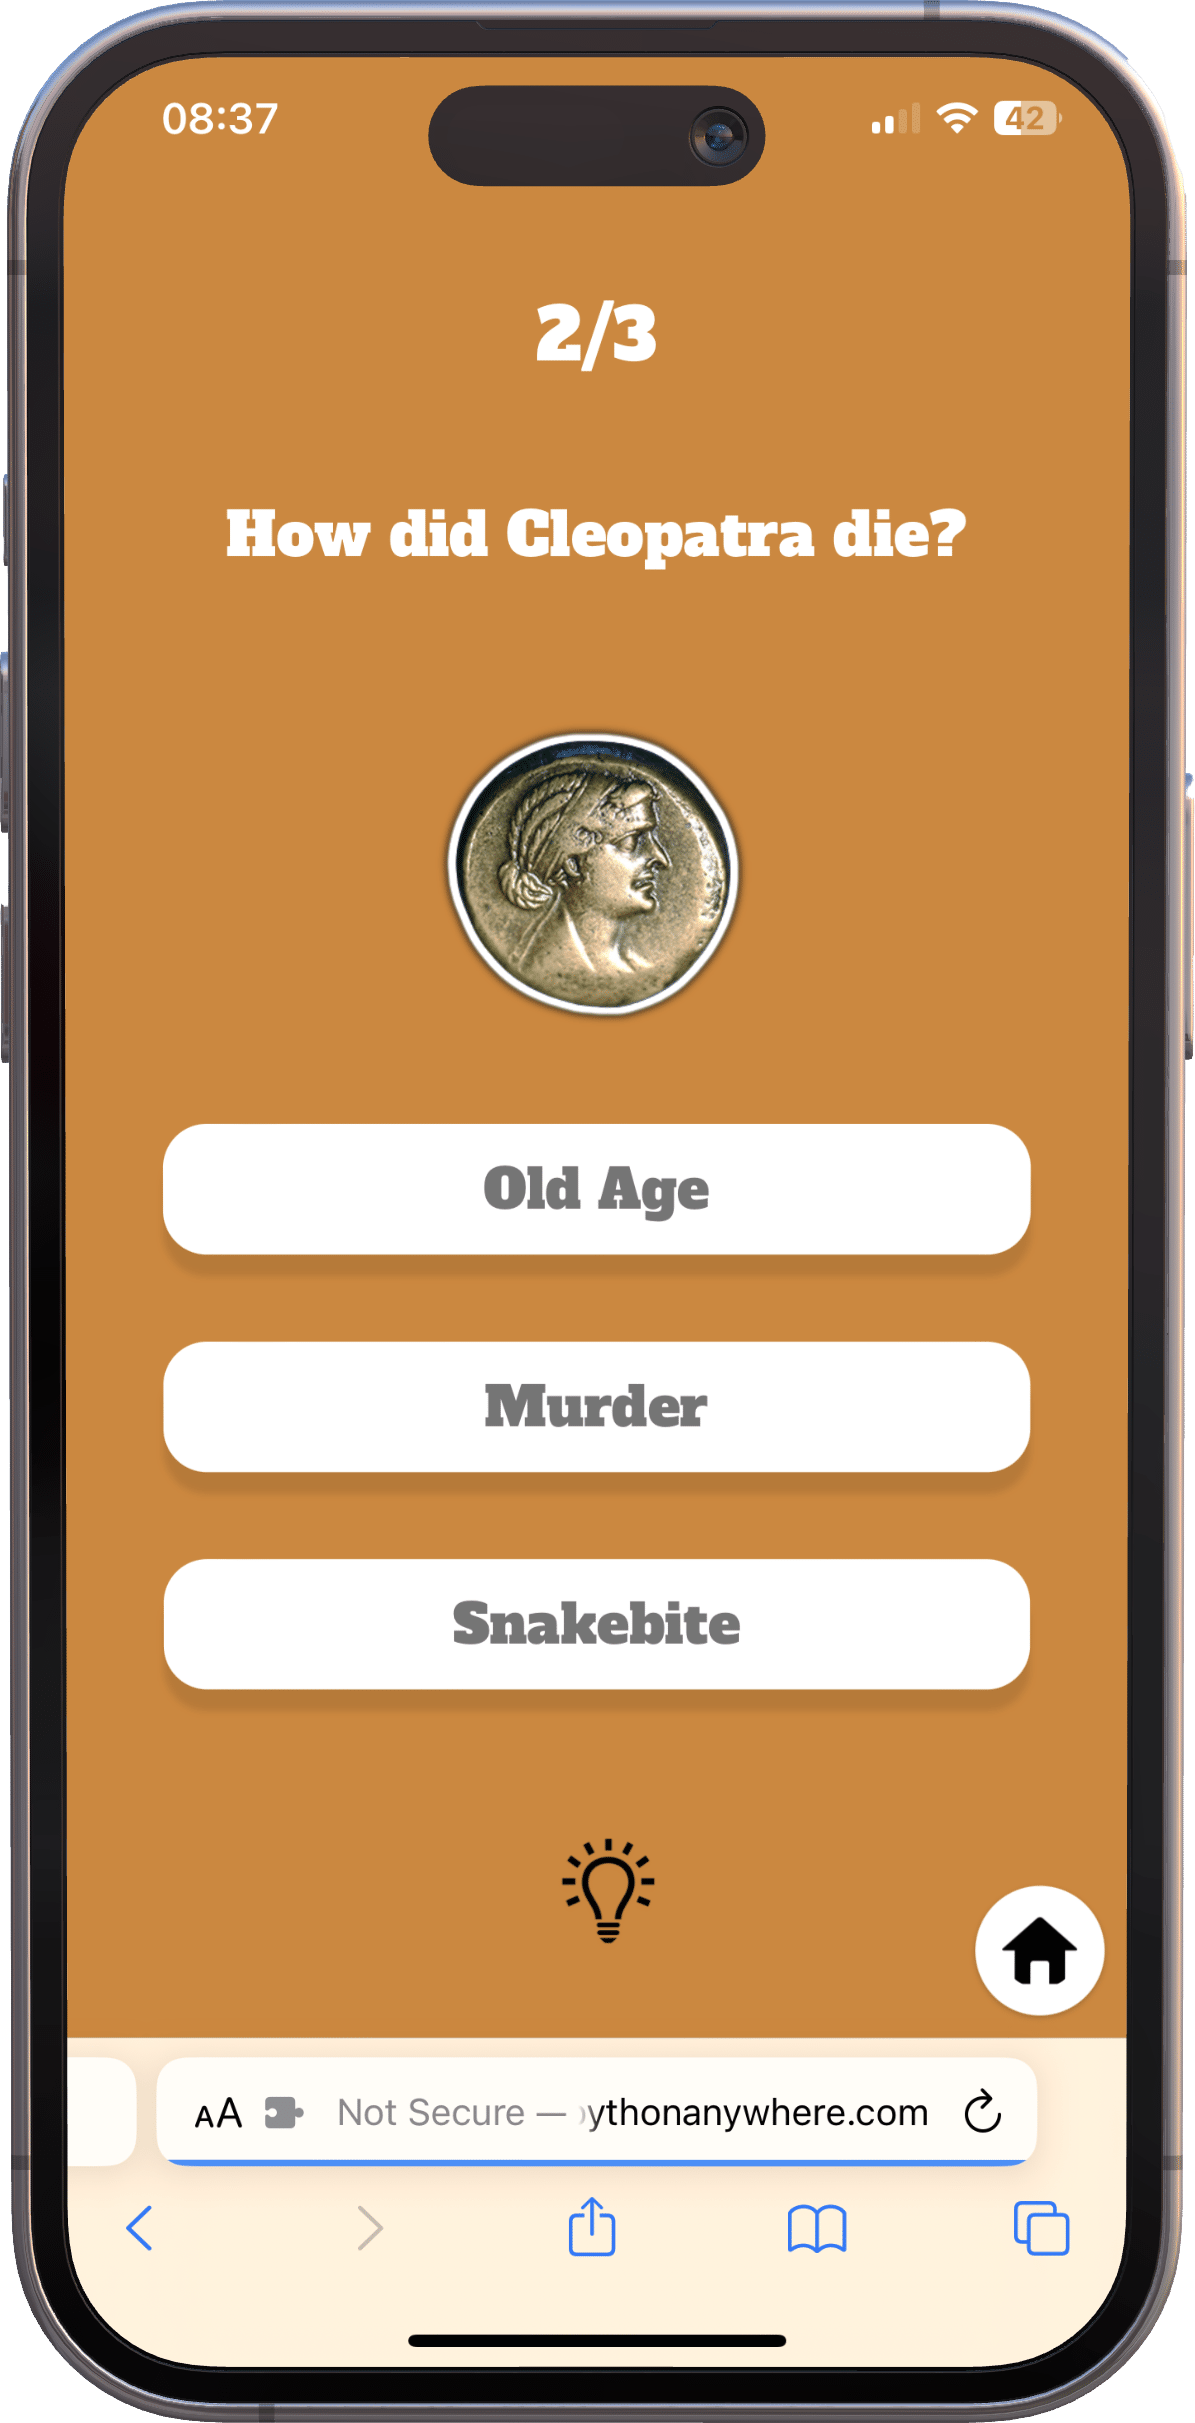 08:37
42
2/3
How did Cleopatra die?
Old Age
Murder
Snakebite
AA Not Secure — ythonanywhere.com